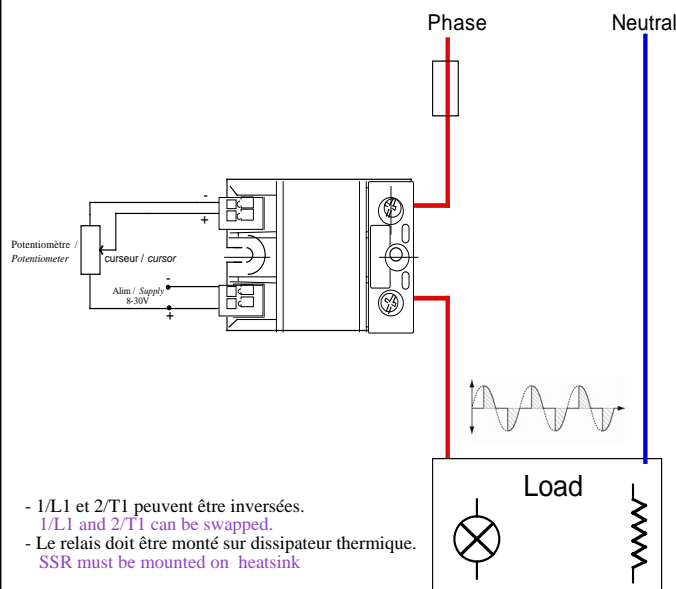 Phase
Neutral
-
+
Potentiomètre /
Potentiometer
curseur / cursor
-
Alim / Supply
8-30V
+
Load
- 1/L1 et 2/T1 peuvent être inversées.
1/L1 and 2/T1 can be swapped.
- Le relais doit être monté sur dissipateur thermique.
SSR must be mounted on heatsink